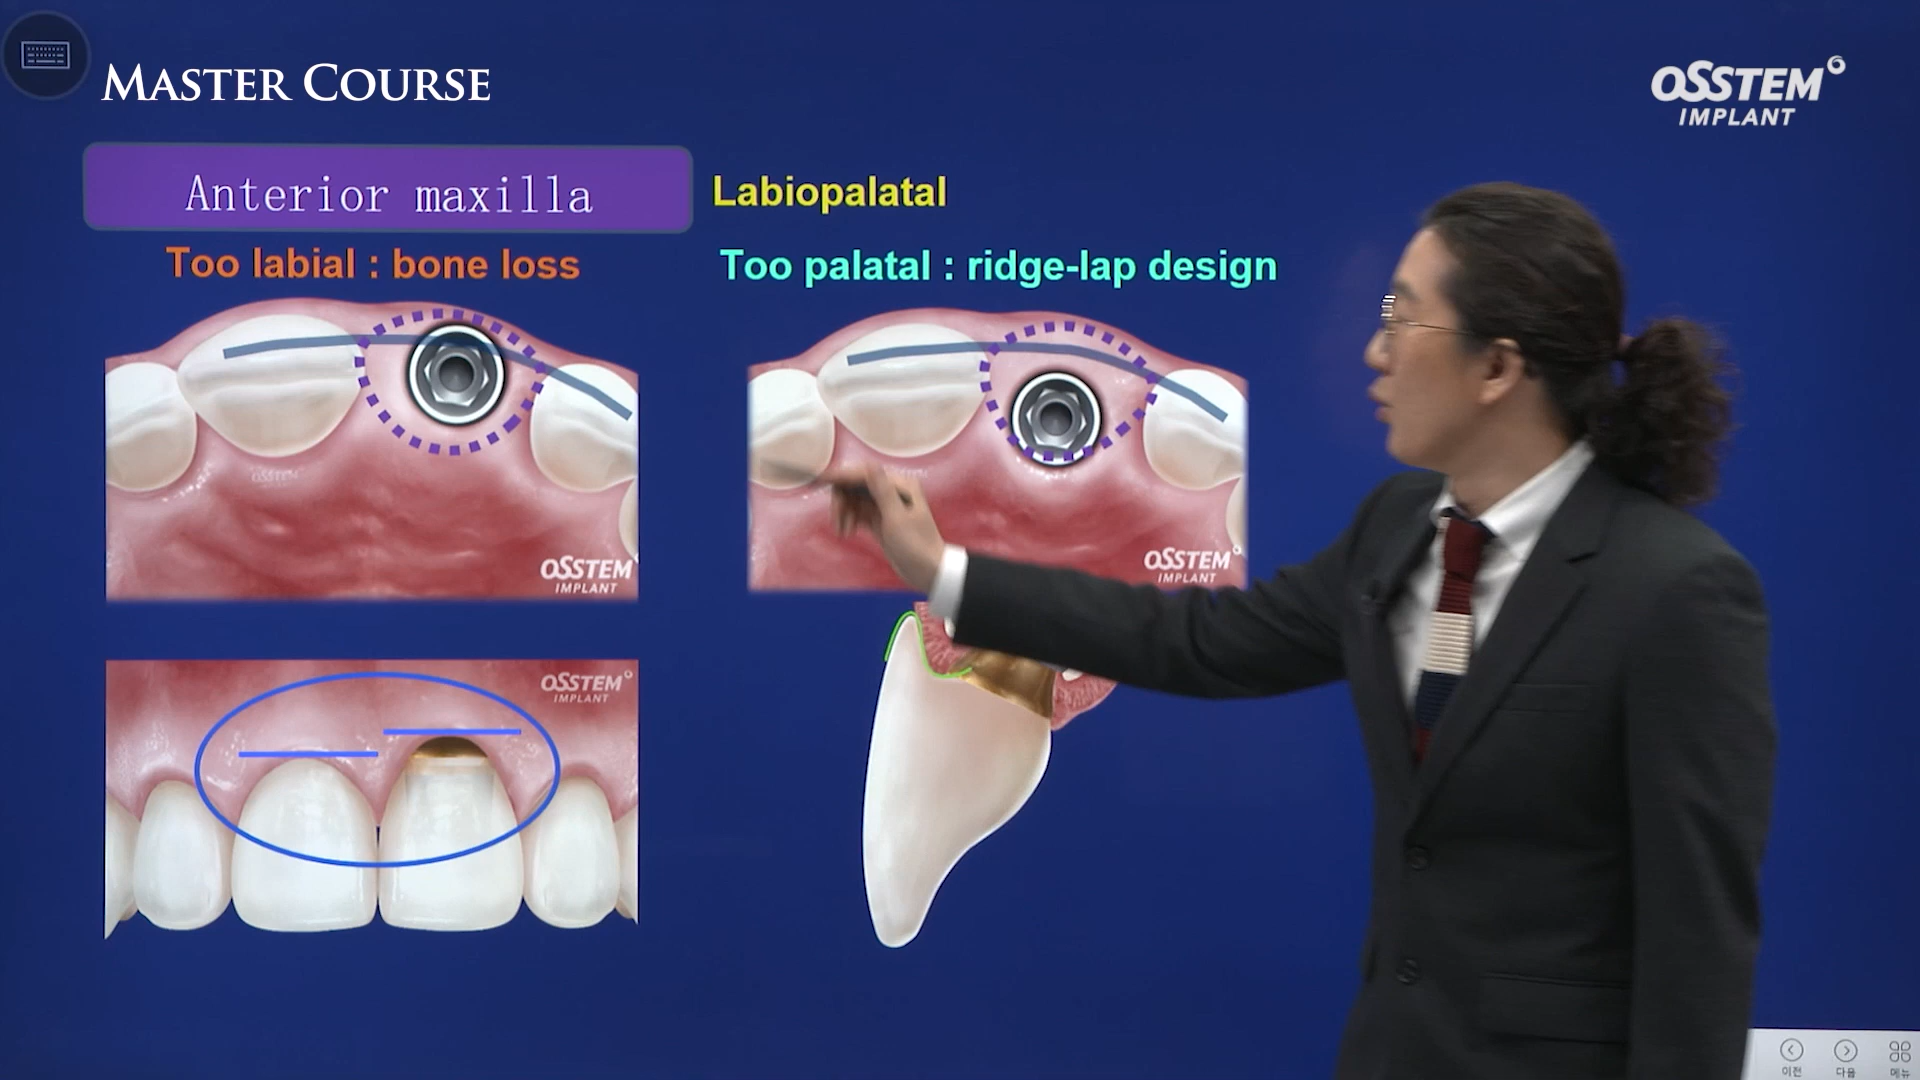 MASTER COURSE
OSSTEM
IMPLANT
Anterior maxilla
Labiopalatal
Too labial : bone loss
Too palatal : ridge-lap design
OSSTEM
OSSTEM
IMPLANT
OSSTEM
IMPLANT
OSSTEM
IMPLANT
이전
다음
메뉴